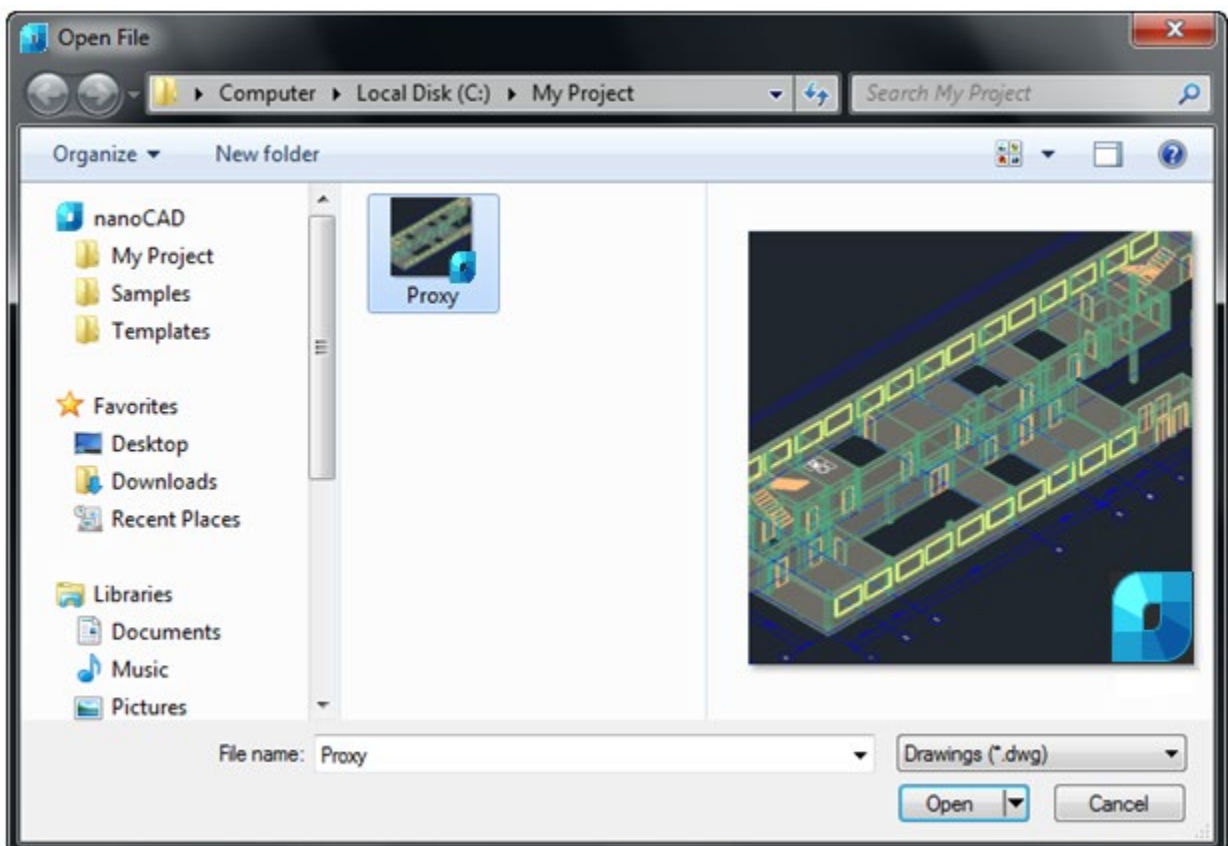 Open File
Computer Local Disk (C:) My Project
Search My Project
Organize New folder
nanoCAD
My Project
Samples
Templates
Favorites
Desktop
Downloads
Recent Places
Libraries
Documents
Music
Pictures
Proxy
File name: Proxy
Drawings (*.dwg)
Open Cancel